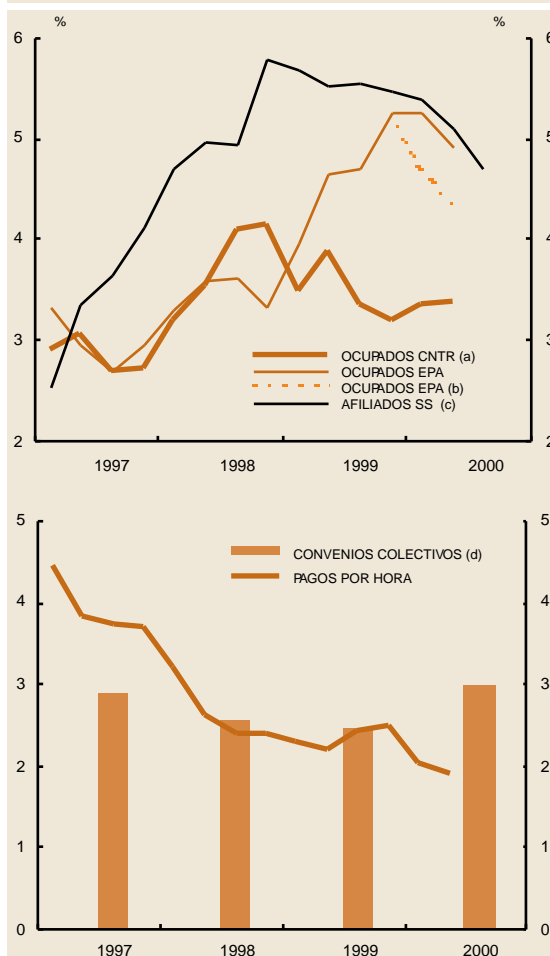 % %
6 6
5 5
4 4
3 3
2 2
OCUPADOS CNTR (a)
OCUPADOS EPA
OCUPADOS EPA (b)
AFILIADOS SS (c)
1997 1998 1999 2000
5 5
4 4
3 3
2 2
1 1
0 0
CONVENIOS COLECTIVOS (d)
PAGOS POR HORA
1997 1998 1999 2000